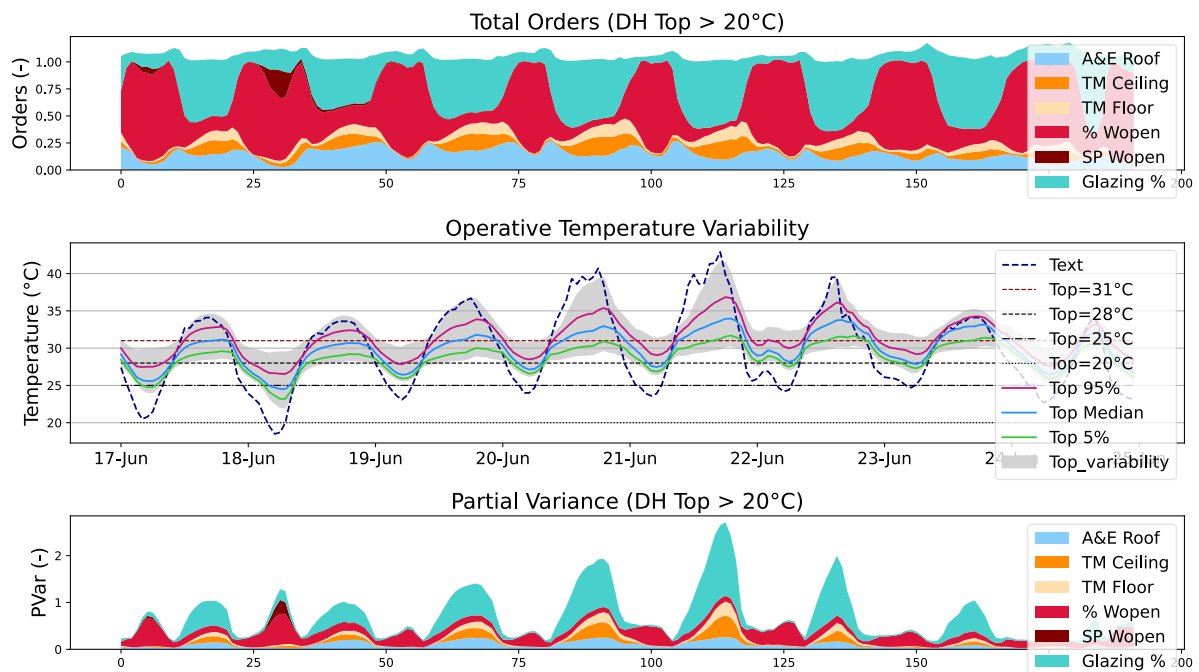 Total Orders (DH Top > 20°C)
Orders (-)
1.00
0.75
0.50
0.25
0.00
0 25 50 75 100 125 150 200
A&E Roof
TM Ceiling
TM Floor
% Wopen
SP Wopen
Glazing %
Operative Temperature Variability
Temperature (°C)
40
35
30
25
20
17-Jun 18-Jun 19-Jun 20-Jun 21-Jun 22-Jun 23-Jun
Text
Top=31°C
Top=28°C
Top=25°C
Top=20°C
Top 95%
Top Median
Top 5%
Top_variability
Partial Variance (DH Top > 20°C)
PVar (-)
2
1
0
0 25 50 75 100 125 150 200
A&E Roof
TM Ceiling
TM Floor
% Wopen
SP Wopen
Glazing %